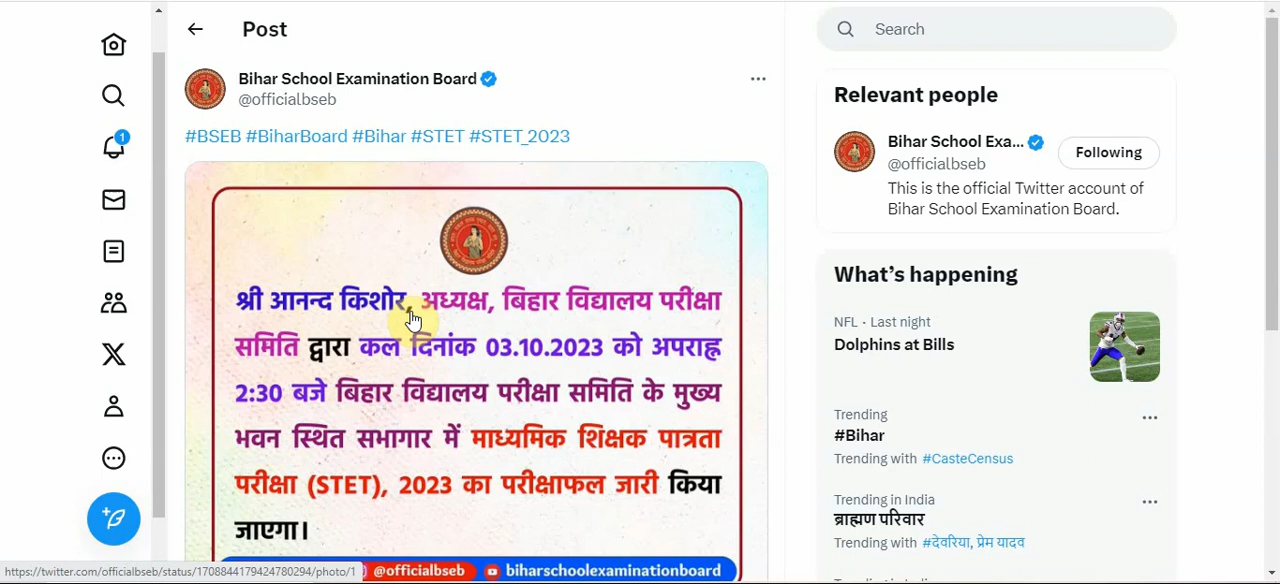 Post
Search
Bihar School Examination Board
@officialbseb
#BSEB #BiharBoard #Bihar #STET #STET_2023
श्री आनन्द किशोर, अध्यक्ष, बिहार विद्यालय परीक्षा
समिति द्वारा कल दिनांक 03.10.2023 को अपराह्न
2:30 बजे बिहार विद्यालय परीक्षा समिति के मुख्य
भवन स्थित सभागार में माध्यमिक शिक्षक पात्रता
परीक्षा (STET), 2023 का परीक्षाफल जारी किया
जाएगा।
@officialbseb biharschoolexaminationboard
Relevant people
Bihar School Exa...
@officialbseb
Following
This is the official Twitter account of
Bihar School Examination Board.
What's happening
NFL · Last night
Dolphins at Bills
Trending
#Bihar
Trending with #CasteCensus
Trending in India
ब्राह्मण परिवार
Trending with #देवरिया, प्रेम यादव
1
https://twitter.com/officialbseb/status/1708844179424780294/photo/1